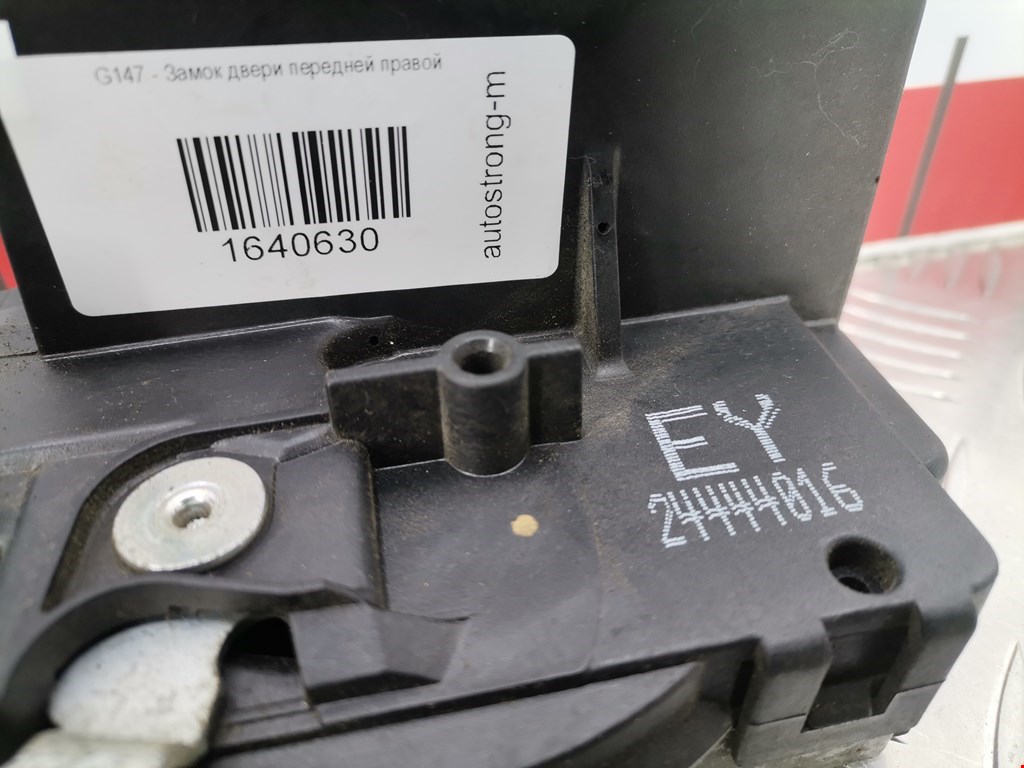 G147 - Замок двери передней правой
1640630
autostrong-m
EY
24444016